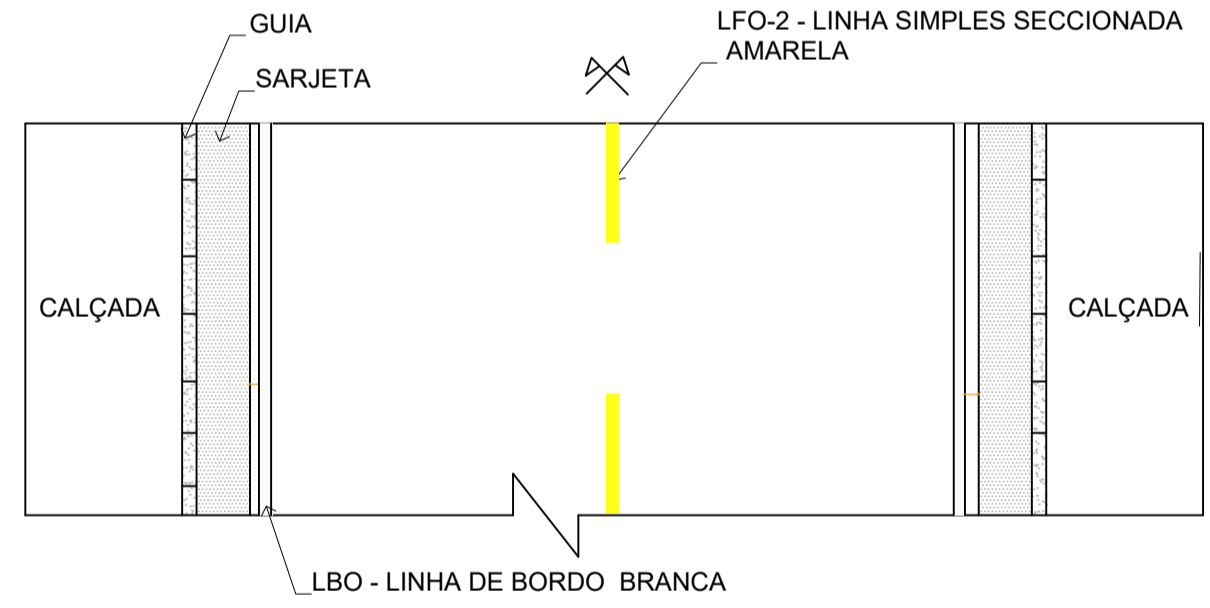 GUIA
LFO-2 - LINHA SIMPLES SECCIONADA
AMARELA
SARJETA
CALÇADA
CALÇADA
LBO - LINHA DE BORDO BRANCA